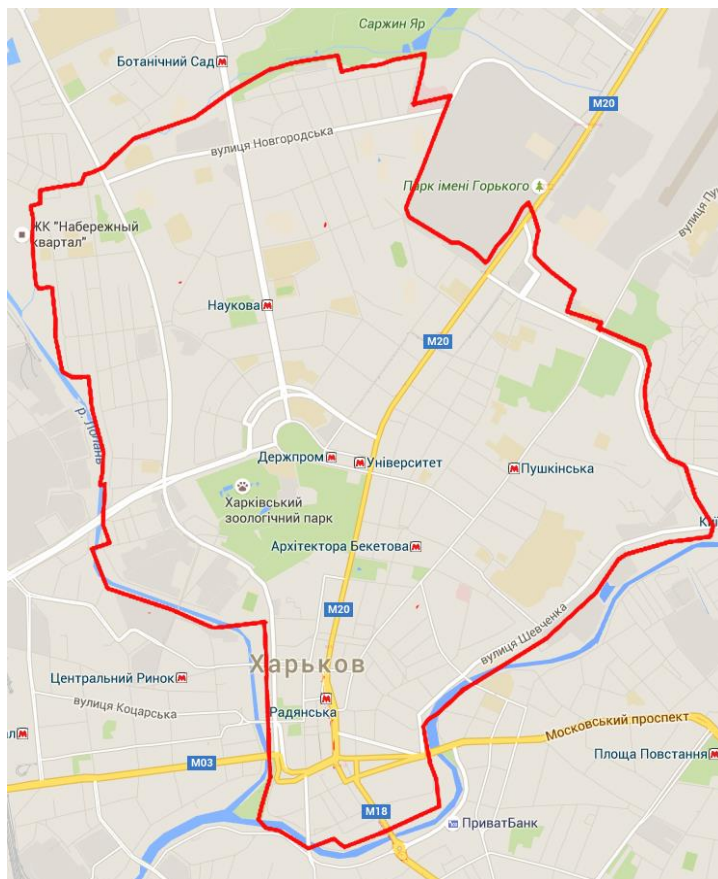 Саржин Яр
Ботанічний Сад
M20
вулиця Новгородська
Парк імені Горького
ЖК "Набережный
квартал"
Наукова
M20
р. Лопань
Держпром
Університет
Пушкінська
Харківський
зоологічний парк
Архітектора Бекетова
M20
вулиця Шевченка
Харьков
Центральний Ринок
Радянська
вулиця Коцарська
Московський проспект
M03
Площа Повстання
M18
ПриватБанк